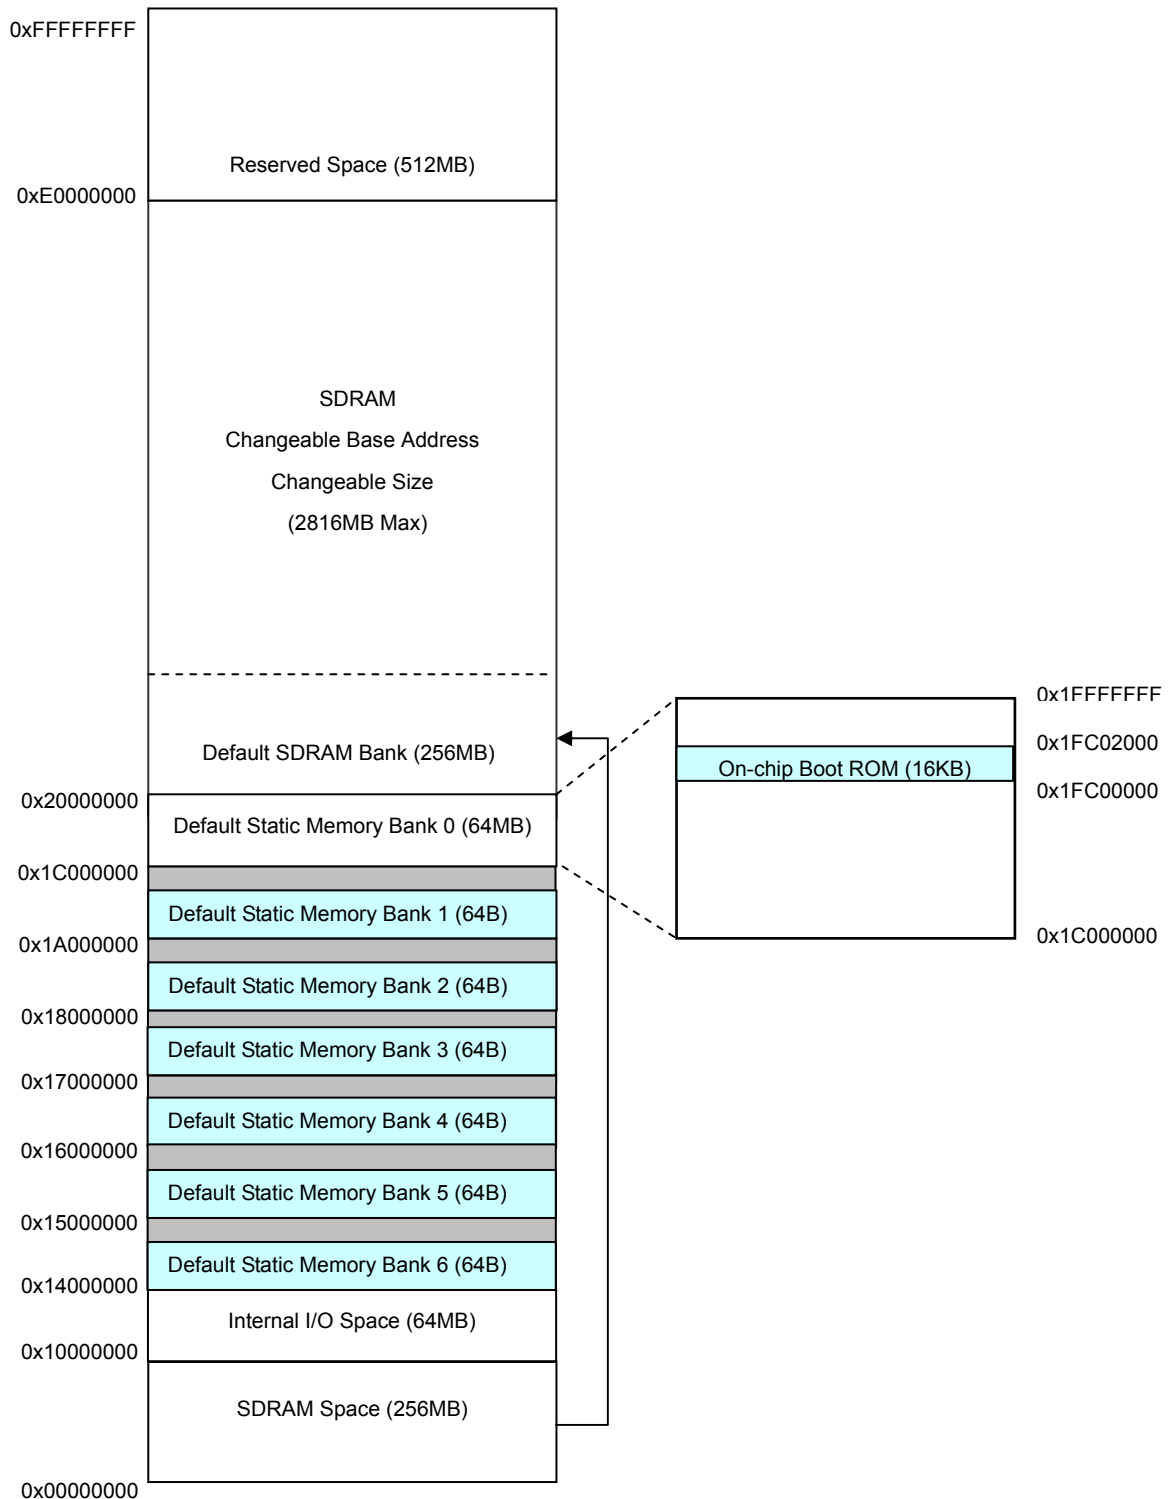 0xFFFFFFFF
Reserved Space (512MB)
0xE0000000
SDRAM
Changeable Base Address
Changeable Size
(2816MB Max)
Default SDRAM Bank (256MB)
0x20000000
Default Static Memory Bank 0 (64MB)
0x1C000000
Default Static Memory Bank 1 (64B)
0x1A000000
Default Static Memory Bank 2 (64B)
0x18000000
Default Static Memory Bank 3 (64B)
0x17000000
Default Static Memory Bank 4 (64B)
0x16000000
Default Static Memory Bank 5 (64B)
0x15000000
Default Static Memory Bank 6 (64B)
0x14000000
Internal I/O Space (64MB)
0x10000000
SDRAM Space (256MB)
0x00000000
0x1FFFFFFF
0x1FC02000
On-chip Boot ROM (16KB)
0x1FC00000
0x1C000000